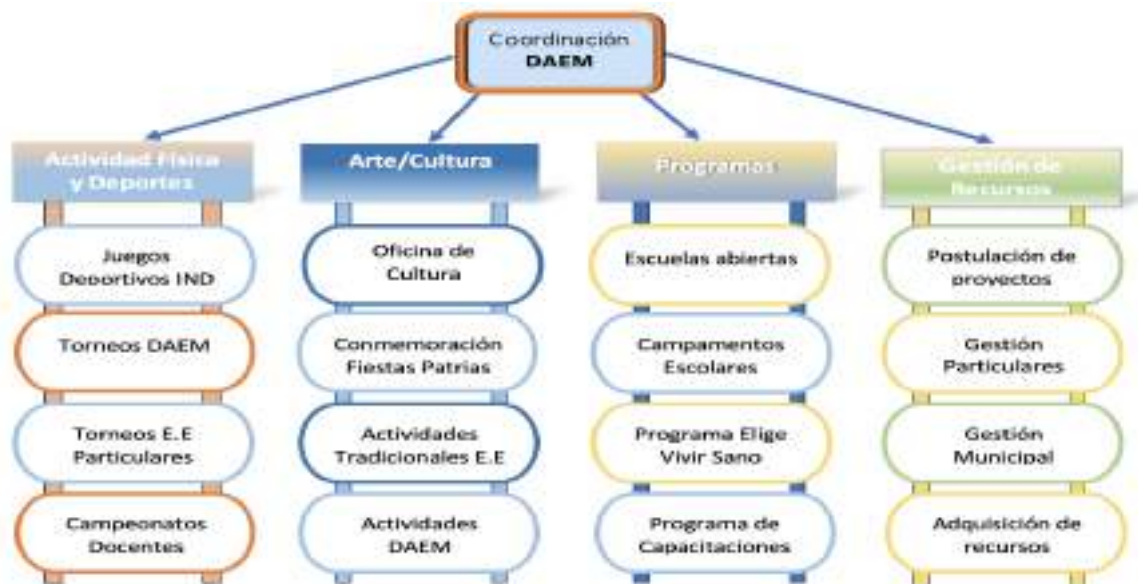 Coordinación
DAEM
Actividad Física
y Deportes
Juegos
Deportivos IND
Torneos DAEM
Torneos E.E
Particulares
Campeonatos
Docentes
Arte/Cultura
Oficina de
Cultura
Conmemoración
Fiestas Patrias
Actividades
Tradicionales E.E
Actividades
DAEM
Programas
Escuelas abiertas
Campamentos
Escolares
Programa Elige
Vivir Sano
Programa de
Capacitaciones
Gestión de
Recursos
Postulación de
proyectos
Gestión
Particulares
Gestión
Municipal
Adquisición de
recursos